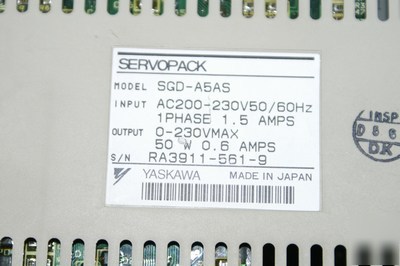 SERVOPACK
MODEL SGD-A5AS
INPUT AC200-230V50/60Hz
1PHASE 1.5 AMPS
OUTPUT 0-230VMAX
50 W 0.6 AMPS
S/N RA3911-561-9
YASKAWA MADE IN JAPAN
INSP